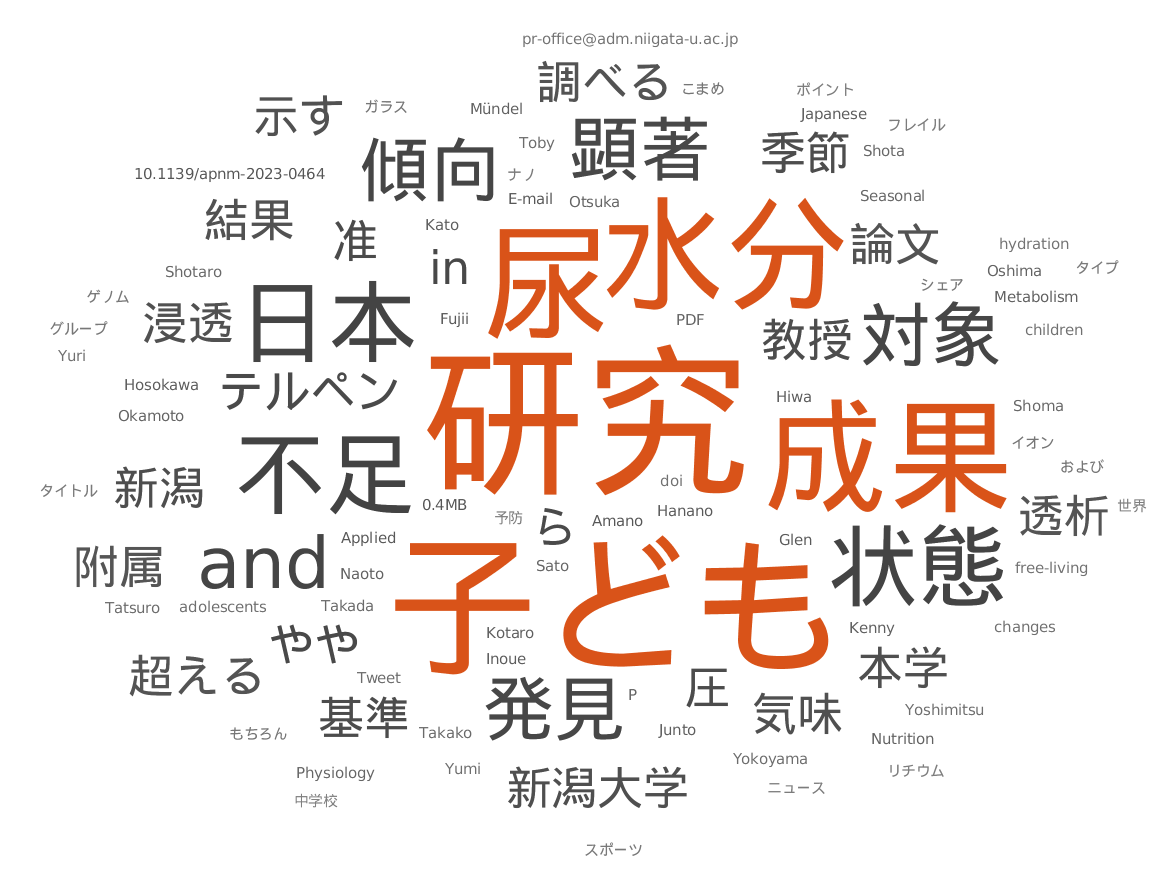 pr-office@adm.niigata-u.ac.jp
調べる
こまめ
ポイント
示す
ガラス
Mündel
Japanese
フレイル
傾向
Toby
顕著
季節
Shota
10.1139/apnm-2023-0464
ナノ
E-mail
Otsuka
Seasonal
結果
准
Kato
in
尿
水分
論文
hydration
Shotaro
Oshima
タイプ
ゲノム
シェア
Metabolism
グループ
浸透
日本
Fujii
PDF
教授
対象
children
Yuri
Hosokawa
テルペン
研究
Hiwa
成果
Shoma
Okamoto
イオン
および
新潟
不足
doi
タイトル
0.4MB
予防
ら
Amano
Hanano
透析
世界
附属
and
Applied
Naoto
Sato
Glen
状態
free-living
Tatsuro
adolescents
Takada
子ども
Kenny
changes
やや
Kotaro
Inoue
超える
Tweet
本学
基準
発見
P
圧
気味
Yoshimitsu
もちろん
Takako
Junto
Nutrition
Physiology
Yumi
Yokoyama
リチウム
中学校
新潟大学
ニュース
スポーツ